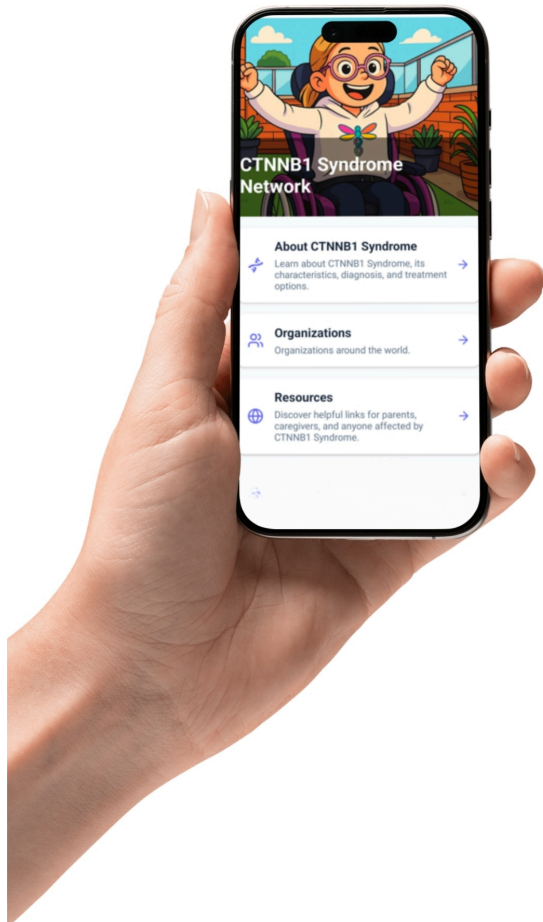 CTNNB1 Syndrome
Network
About CTNNB1 Syndrome
Learn about CTNNB1 Syndrome, its
characteristics, diagnosis, and treatment
options.
Organizations
Organizations around the world.
Resources
Discover helpful links for parents,
caregivers, and anyone affected by
CTNNB1 Syndrome.